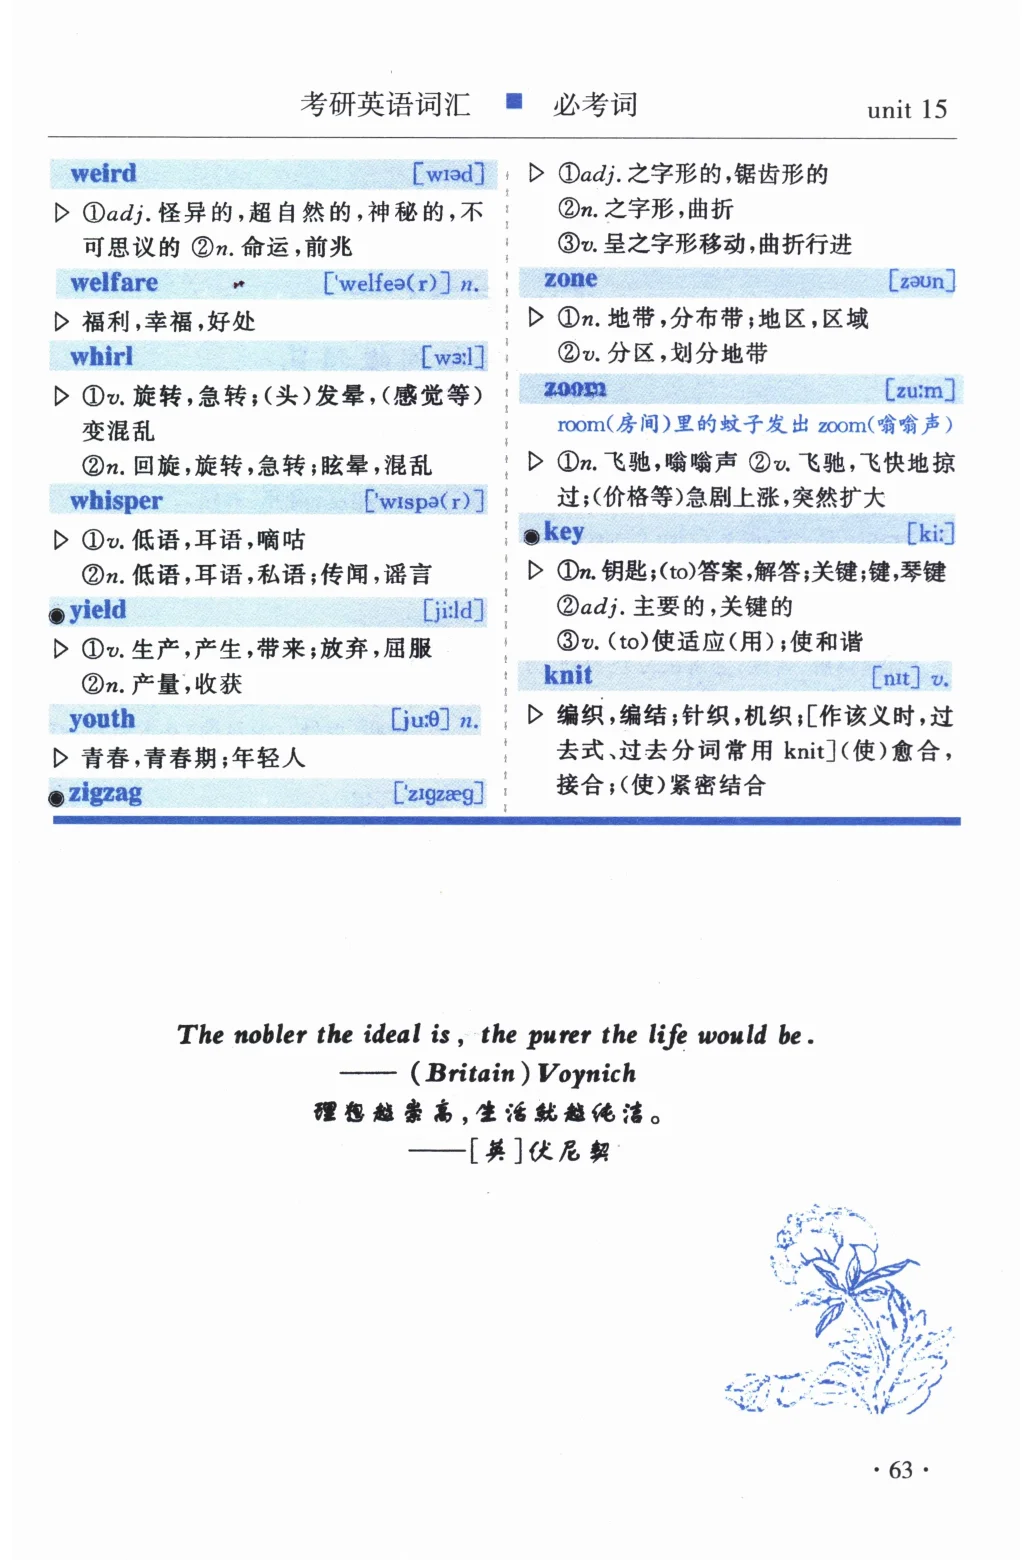 考研英语词汇 ■ 必考词 unit 15
weird [wɪəd]
▷ ①adj.怪异的,超自然的,神秘的,不
可思议的 ②n.命运,前兆
welfare ['welfeə(r)] n.
▷ 福利,幸福,好处
whirl [wɜ:l]
▷ ①v.旋转,急转;(头)发晕,(感觉等)
变混乱
②n.回旋,旋转,急转;眩晕,混乱
whisper ['wɪspə(r)]
▷ ①v.低语,耳语,嘀咕
②n.低语,耳语,私语;传闻,谣言
●yield [ji:ld]
▷ ①v.生产,产生,带来;放弃,屈服
②n.产量,收获
youth [ju:θ] n.
▷ 青春,青春期;年轻人
●zigzag ['zɪgzæg]
▷ ①adj.之字形的,锯齿形的
②n.之字形,曲折
③v.呈之字形移动,曲折行进
zone [zəʊn]
▷ ①n.地带,分布带;地区,区域
②v.分区,划分地带
zoom [zu:m]
room(房间)里的蚊子发出 zoom(嗡嗡声)
▷ ①n.飞驰,嗡嗡声 ②v.飞驰,飞快地掠
过;(价格等)急剧上涨,突然扩大
●key [ki:]
▷ ①n.钥匙;(to)答案,解答;关键;键,琴键
②adj.主要的,关键的
③v.(to)使适应(用);使和谐
knit [nɪt] v.
▷ 编织,编结;针织,机织;[作该义时,过
去式、过去分词常用 knit](使)愈合,
接合;(使)紧密结合
The nobler the ideal is, the purer the life would be.
——(Britain)Voynich
理想越崇高,生活就越纯洁。
——[英]伏尼契
·63·